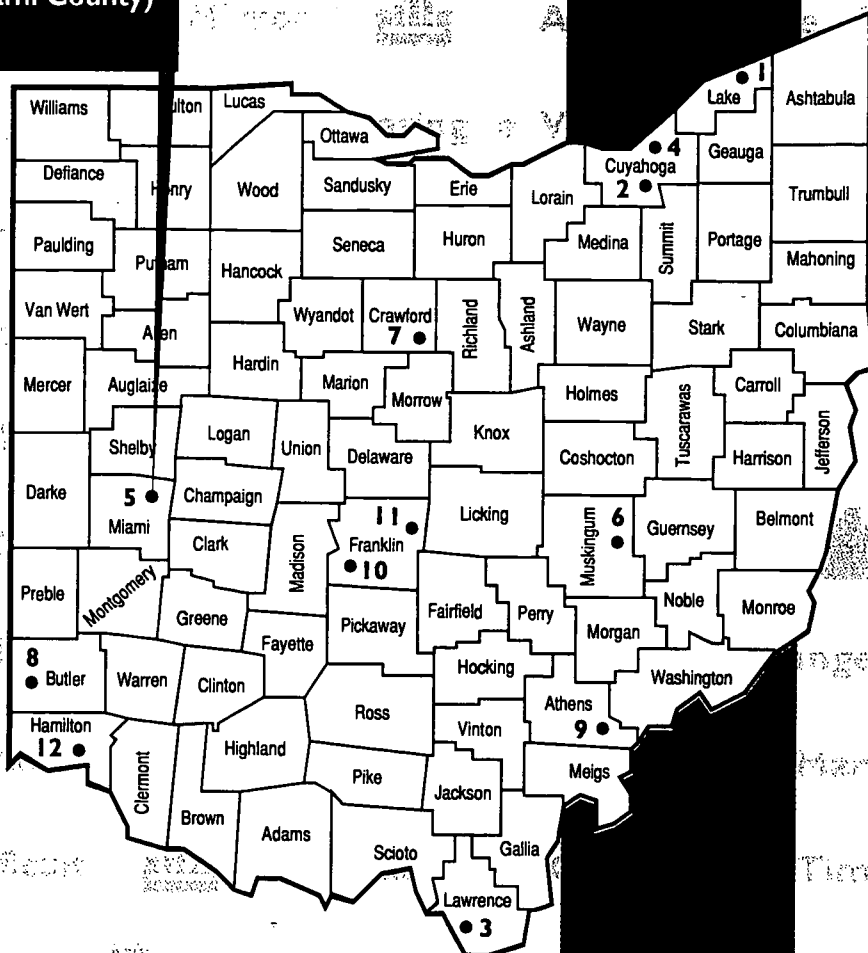 ami County)
1
Lake
Ashtabula
Williams
ulton
Lucas
Ottawa
4
Cuyahoga
2
Geauga
Defiance
Henry
Wood
Sandusky
Erie
Lorain
Trumbull
Paulding
Putnam
Hancock
Seneca
Huron
Medina
Summit
Portage
Mahoning
Van Wert
Allen
Wyandot
Crawford
7
Richland
Ashland
Wayne
Stark
Columbiana
Mercer
Auglaize
Hardin
Marion
Morrow
Holmes
Tuscarawas
Carroll
Jefferson
Shelby
Logan
Union
Delaware
Knox
Coshocton
Harrison
Darke
5
Miami
Champaign
Clark
Madison
11
Franklin
10
Licking
Muskingum
6
Guernsey
Belmont
Preble
Montgomery
Greene
Fayette
Pickaway
Fairfield
Perry
Morgan
Noble
Monroe
8
Butler
Warren
Clinton
Ross
Hocking
Athens
9
Washington
Hamilton
12
Clermont
Highland
Pike
Vinton
Jackson
Meigs
Brown
Adams
Scioto
Gallia
Lawrence
3